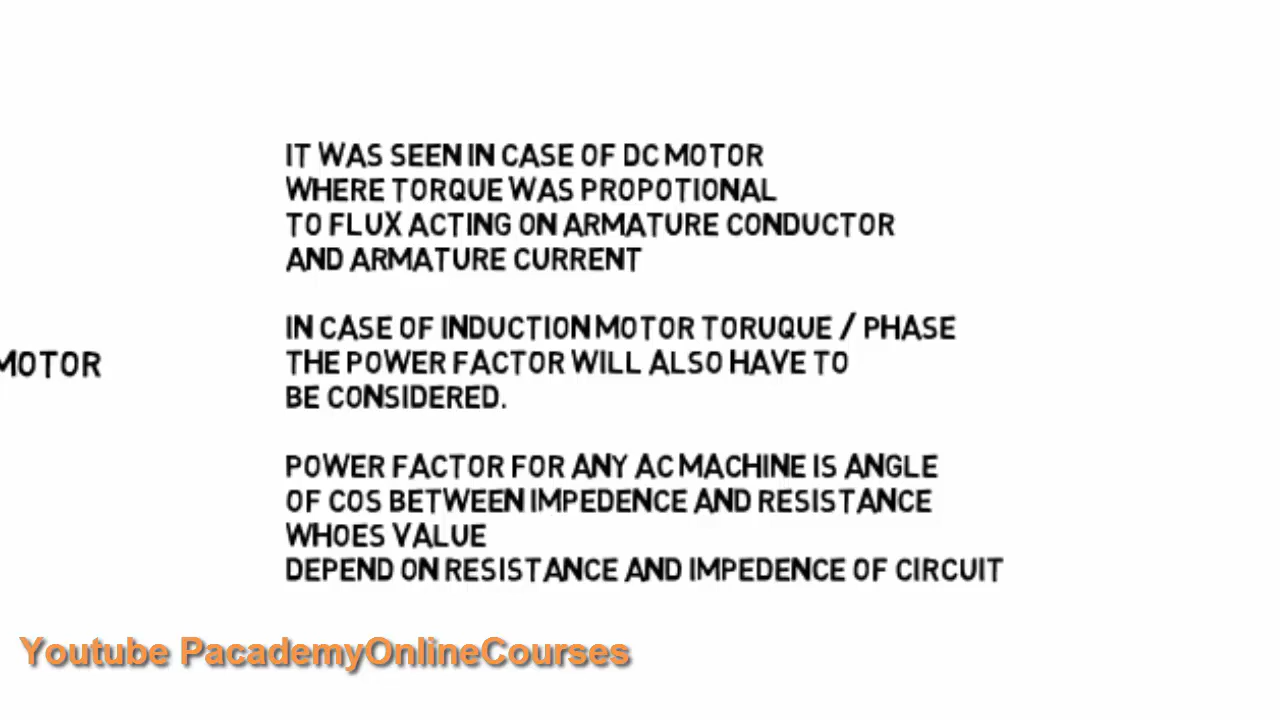 IT WAS SEEN IN CASE OF DC MOTOR
WHERE TORQUE WAS PROPOTIONAL
TO FLUX ACTING ON ARMATURE CONDUCTOR
AND ARMATURE CURRENT
IN CASE OF INDUCTION MOTOR TORUQUE / PHASE
THE POWER FACTOR WILL ALSO HAVE TO
BE CONSIDERED.
MOTOR
POWER FACTOR FOR ANY AC MACHINE IS ANGLE
OF COS BETWEEN IMPEDENCE AND RESISTANCE
WHOES VALUE
DEPEND ON RESISTANCE AND IMPEDENCE OF CIRCUIT
Youtube PacademyOnlineCourses